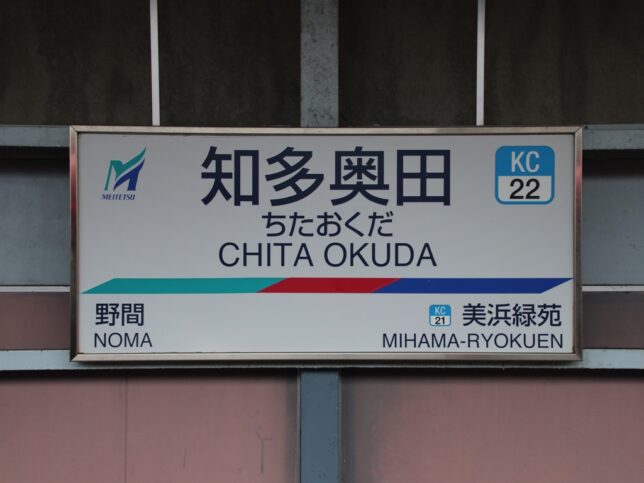 MEITETSU
知多奥田
ちたおくだ
CHITA OKUDA
KC
22
野間
NOMA
KC
21
美浜緑苑
MIHAMA-RYOKUEN